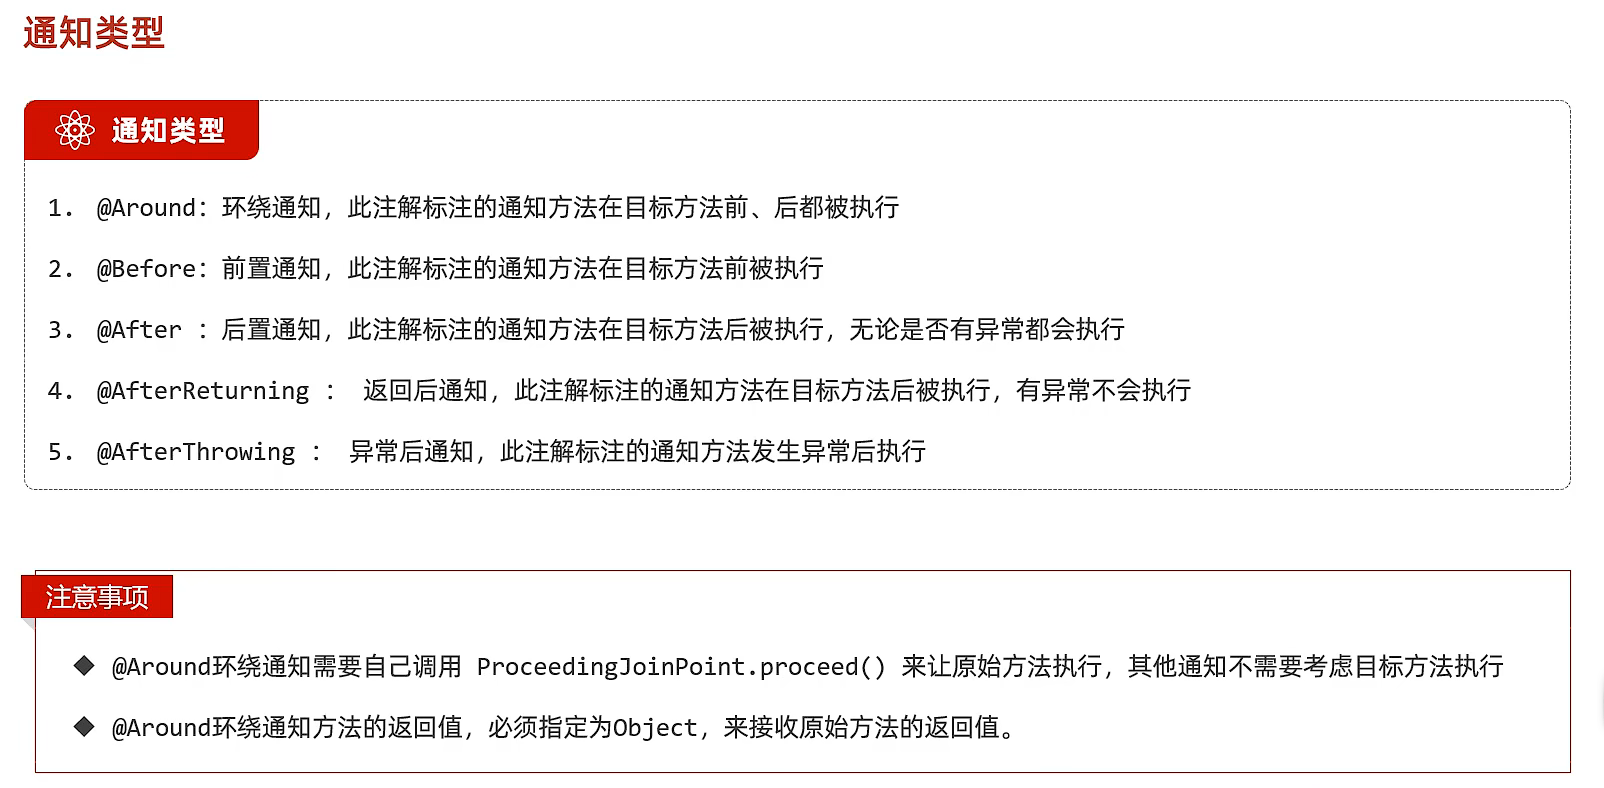 通知类型
通知类型
1. @Around：环绕通知，此注解标注的通知方法在目标方法前、后都被执行
2. @Before：前置通知，此注解标注的通知方法在目标方法前被执行
3. @After ：后置通知，此注解标注的通知方法在目标方法后被执行，无论是否有异常都会执行
4. @AfterReturning ： 返回后通知，此注解标注的通知方法在目标方法后被执行，有异常不会执行
5. @AfterThrowing ： 异常后通知，此注解标注的通知方法发生异常后执行
注意事项
◆ @Around环绕通知需要自己调用 ProceedingJoinPoint.proceed() 来让原始方法执行，其他通知不需要考虑目标方法执行
◆ @Around环绕通知方法的返回值，必须指定为Object，来接收原始方法的返回值。